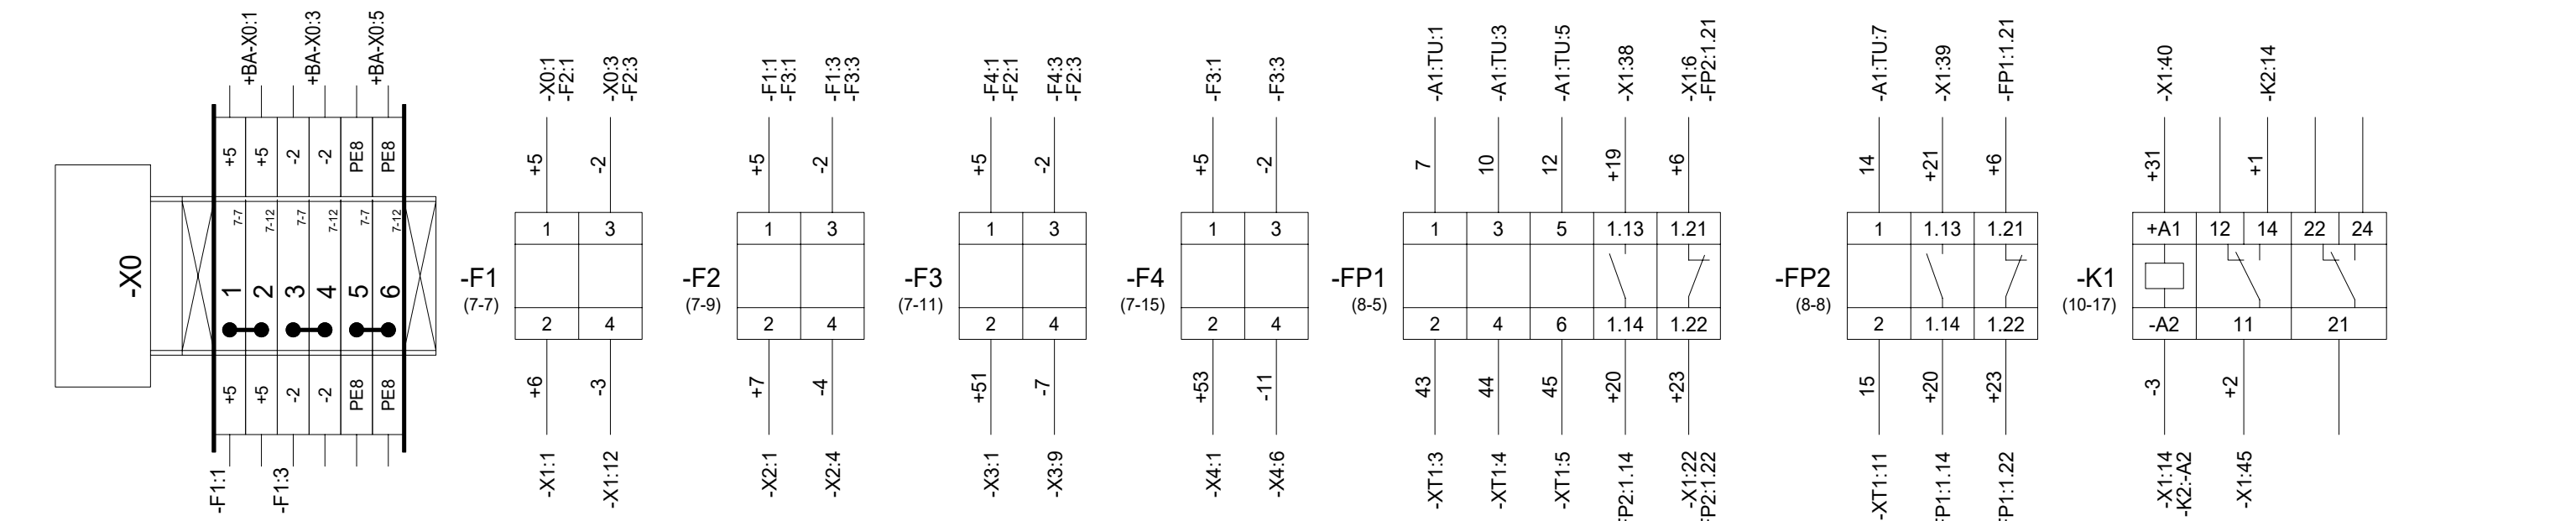 +BA-X0:1
+BA-X0:3
+BA-X0:5
+5
+5
-2
-2
PE8
PE8
7-7
7-12
7-7
7-12
7-7
7-12
-X0
1
2
3
4
5
6
+5
+5
-2
-2
PE8
PE8
-F1:1
-F1:3
-X0:1
-F2:1
-X0:3
-F2:3
+5
-2
1
3
-F1
(7-7)
2
4
+6
-3
-X1:1
-X1:12
-F1:1
-F3:1
-F1:3
-F3:3
+5
-2
1
3
-F2
(7-9)
2
4
+7
-4
-X2:1
-X2:4
-F4:1
-F2:1
-F4:3
-F2:3
+5
-2
1
3
-F3
(7-11)
2
4
+51
-7
-X3:1
-X3:9
-F3:1
-F3:3
+5
-2
1
3
-F4
(7-15)
2
4
+53
-11
-X4:1
-X4:6
-A1:TU:1
-A1:TU:3
-A1:TU:5
-X1:38
-X1:6
-FP2:1.21
7
10
12
+19
+6
1
3
5
1.13
1.21
-FP1
(8-5)
2
4
6
1.14
1.22
43
44
45
+20
+23
-XT1:3
-XT1:4
-XT1:5
FP2:1.14
-X1:22
FP2:1.22
-A1:TU:7
-X1:39
-FP1:1.21
14
+21
+6
1
1.13
1.21
-FP2
(8-8)
2
1.14
1.22
15
+20
+23
-XT1:11
FP1:1.14
FP1:1.22
-X1:40
-K2:14
+31
+1
+A1
12
14
22
24
-K1
(10-17)
-A2
11
21
-3
+2
-X1:14
-K2:-A2
-X1:45